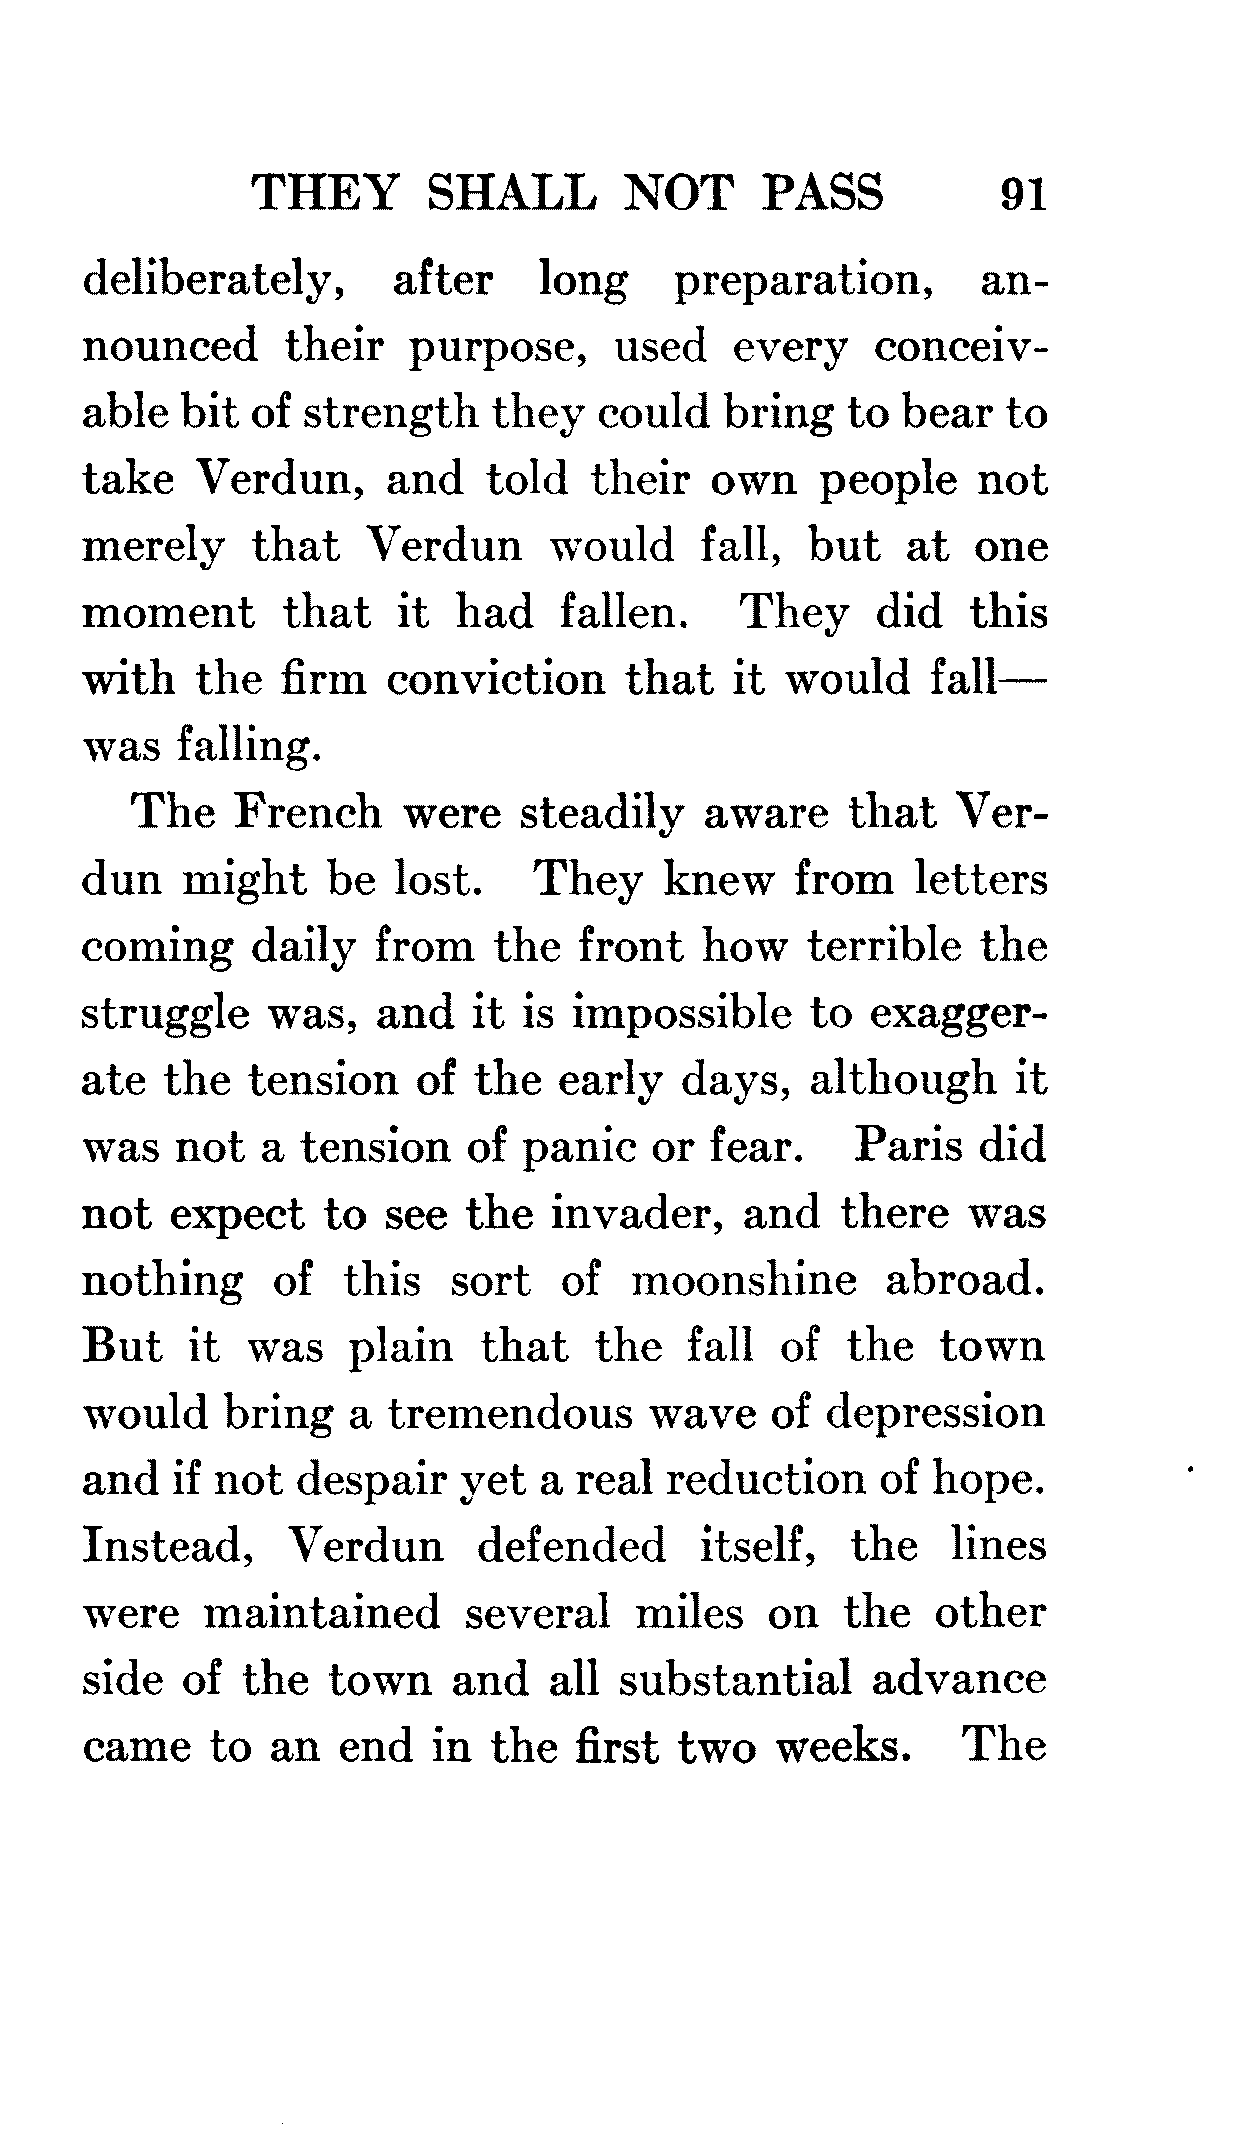 THEY SHALL NOT PASS 91
deliberately, after long preparation, an-
nounced their purpose, used every conceiv-
able bit of strength they could bring to bear to
take Verdun, and told their own people not
merely that Verdun would fall, but at one
moment that it had fallen. They did this
with the firm conviction that it would fall—
was falling.
The French were steadily aware that Ver-
dun might be lost. They knew from letters
coming daily from the front how terrible the
struggle was, and it is impossible to exagger-
ate the tension of the early days, although it
was not a tension of panic or fear. Paris did
not expect to see the invader, and there was
nothing of this sort of moonshine abroad.
But it was plain that the fall of the town
would bring a tremendous wave of depression
and if not despair yet a real reduction of hope.
Instead, Verdun defended itself, the lines
were maintained several miles on the other
side of the town and all substantial advance
came to an end in the first two weeks. The